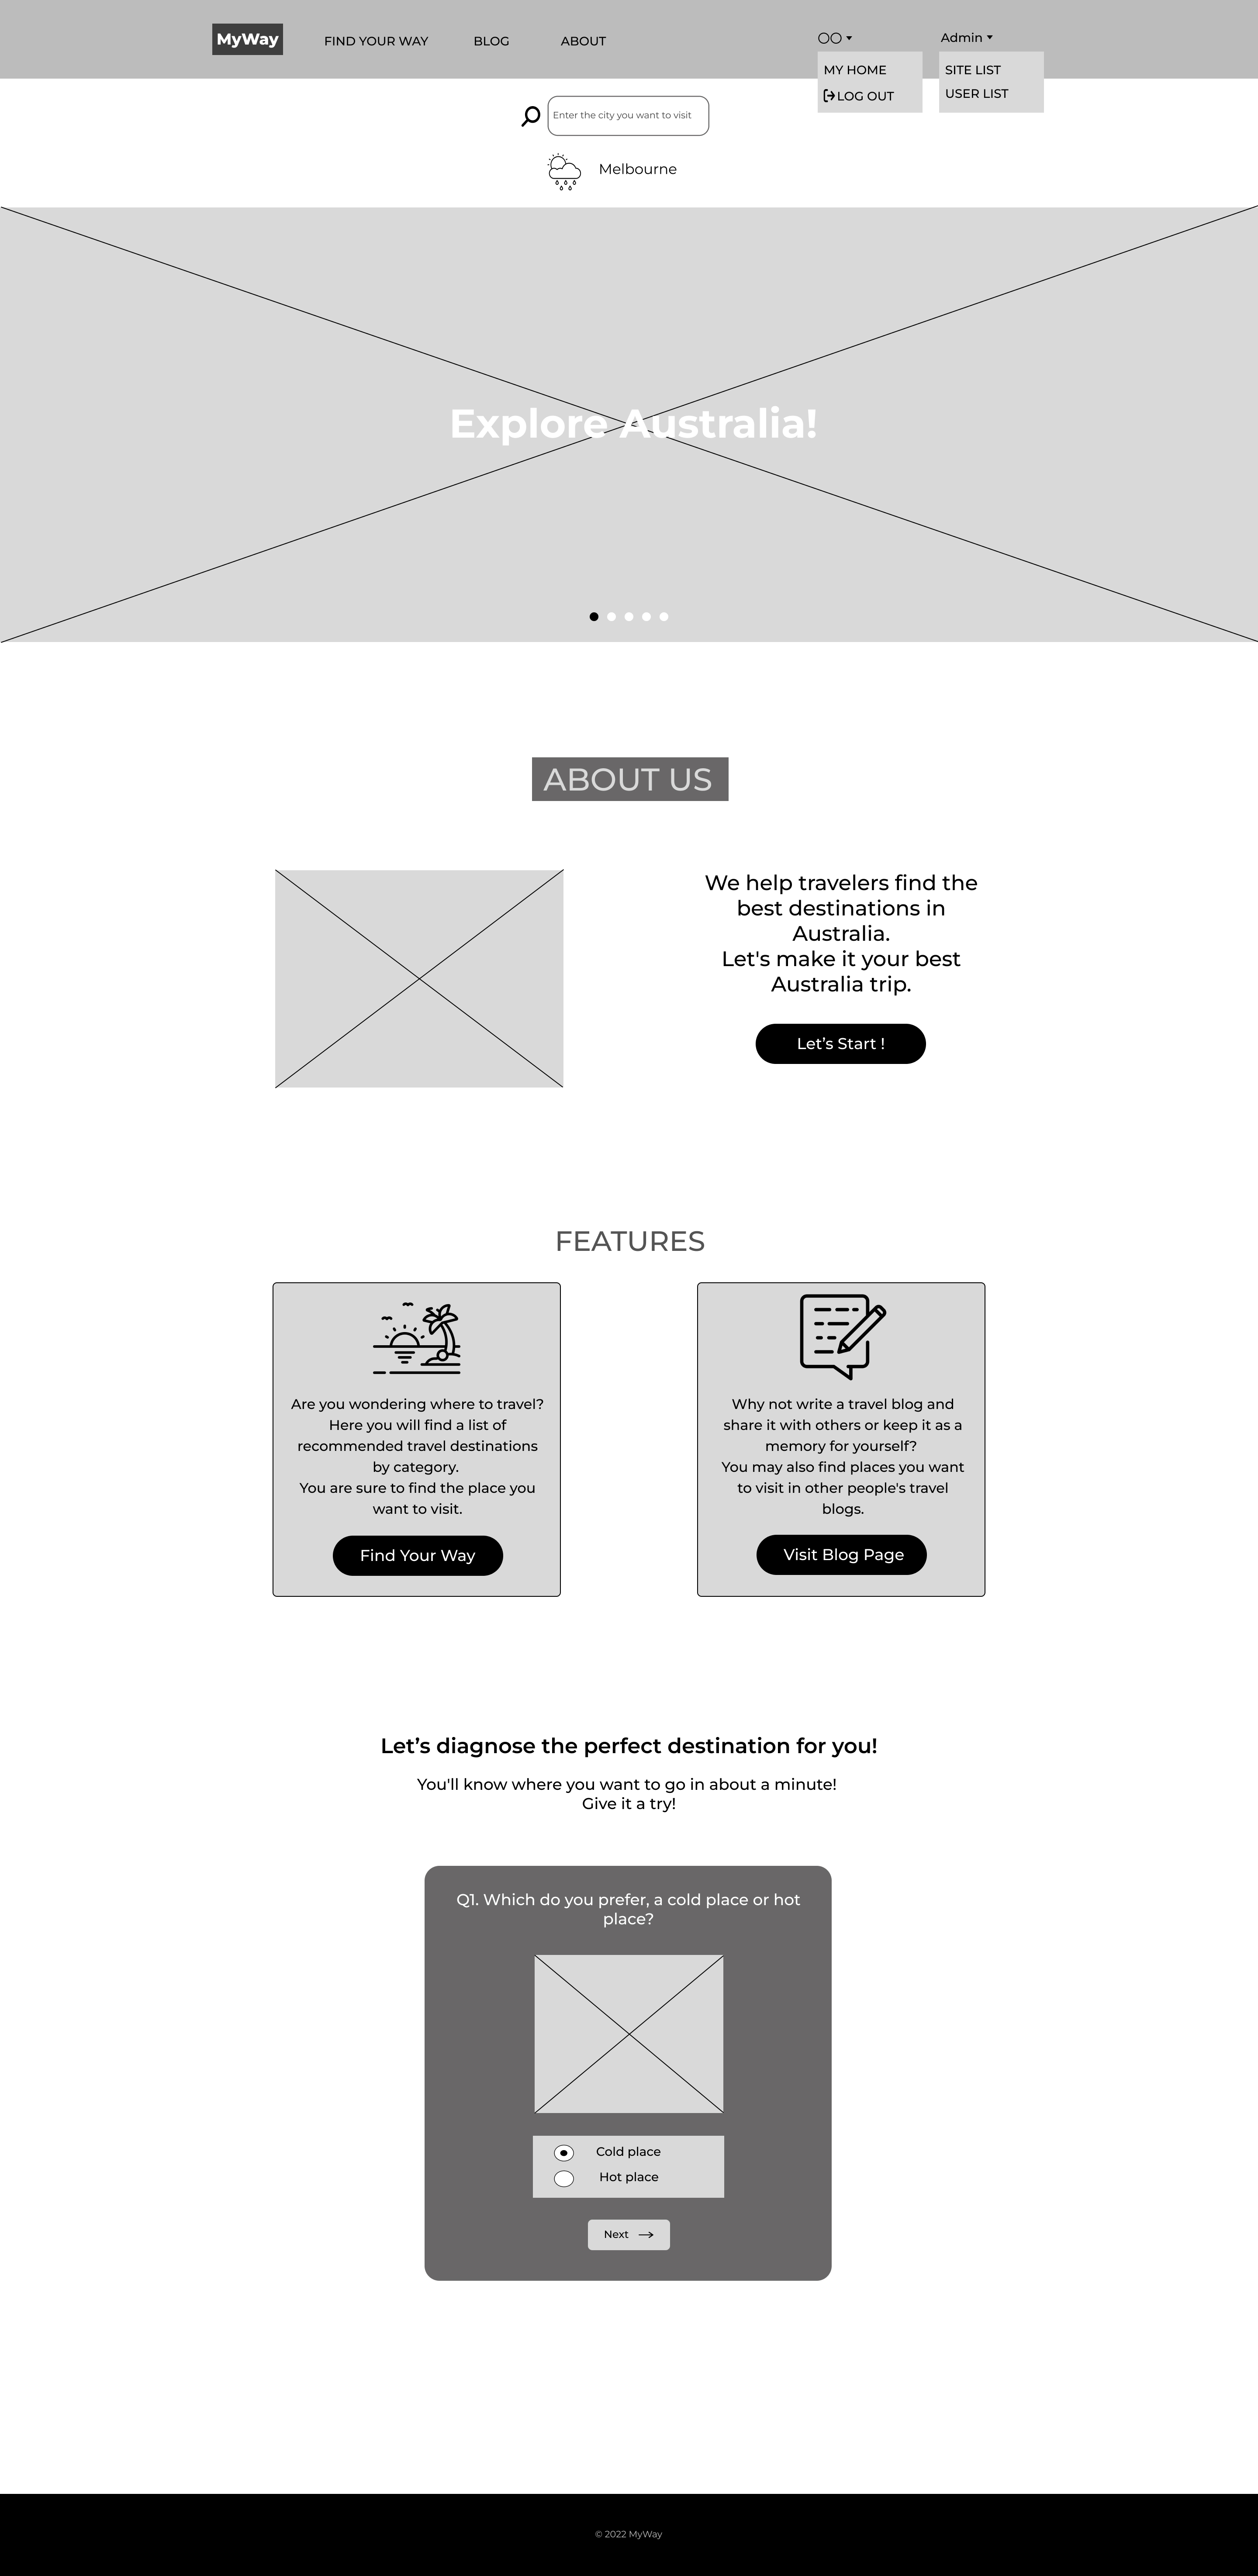 MyWay
FIND YOUR WAY
BLOG
ABOUT
〇〇
Admin
MY HOME
LOG OUT
SITE LIST
USER LIST
Enter the city you want to visit
Melbourne
Explore Australia!
ABOUT US
We help travelers find the
best destinations in
Australia.
Let's make it your best
Australia trip.
Let’s Start !
FEATURES
Are you wondering where to travel?
Here you will find a list of
recommended travel destinations
by category.
You are sure to find the place you
want to visit.
Find Your Way
Why not write a travel blog and
share it with others or keep it as a
memory for yourself?
You may also find places you want
to visit in other people's travel
blogs.
Visit Blog Page
Let’s diagnose the perfect destination for you!
You'll know where you want to go in about a minute!
Give it a try!
Q1. Which do you prefer, a cold place or hot
place?
Cold place
Hot place
Next
© 2022 MyWay